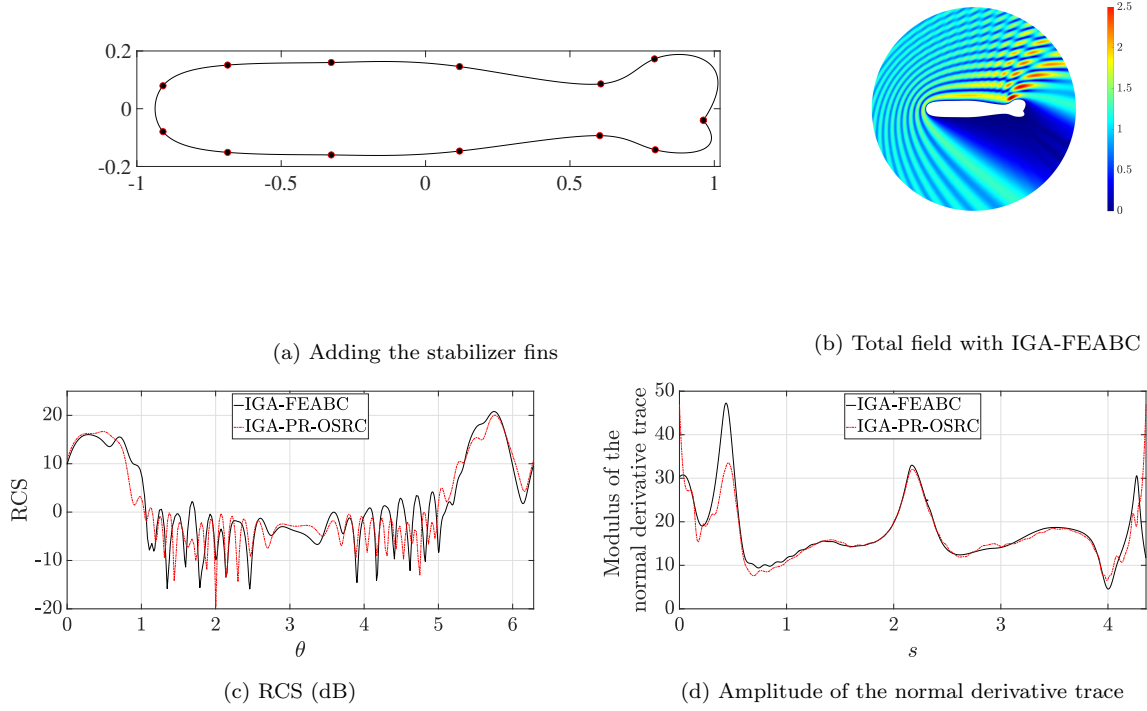 0.2
0
-0.2
-1
-0.5
0
0.5
1
2.5
2
1.5
1
0.5
0
(a) Adding the stabilizer fins
(b) Total field with IGA-FEABC
20
10
0
-10
-20
RCS
IGA-FEABC
IGA-PR-OSRC
0 1 2 3 4 5 6
θ
(c) RCS (dB)
50
40
30
20
10
0
Modulus of the
normal derivative trace
IGA-FEABC
IGA-PR-OSRC
0 1 2 3 4
s
(d) Amplitude of the normal derivative trace